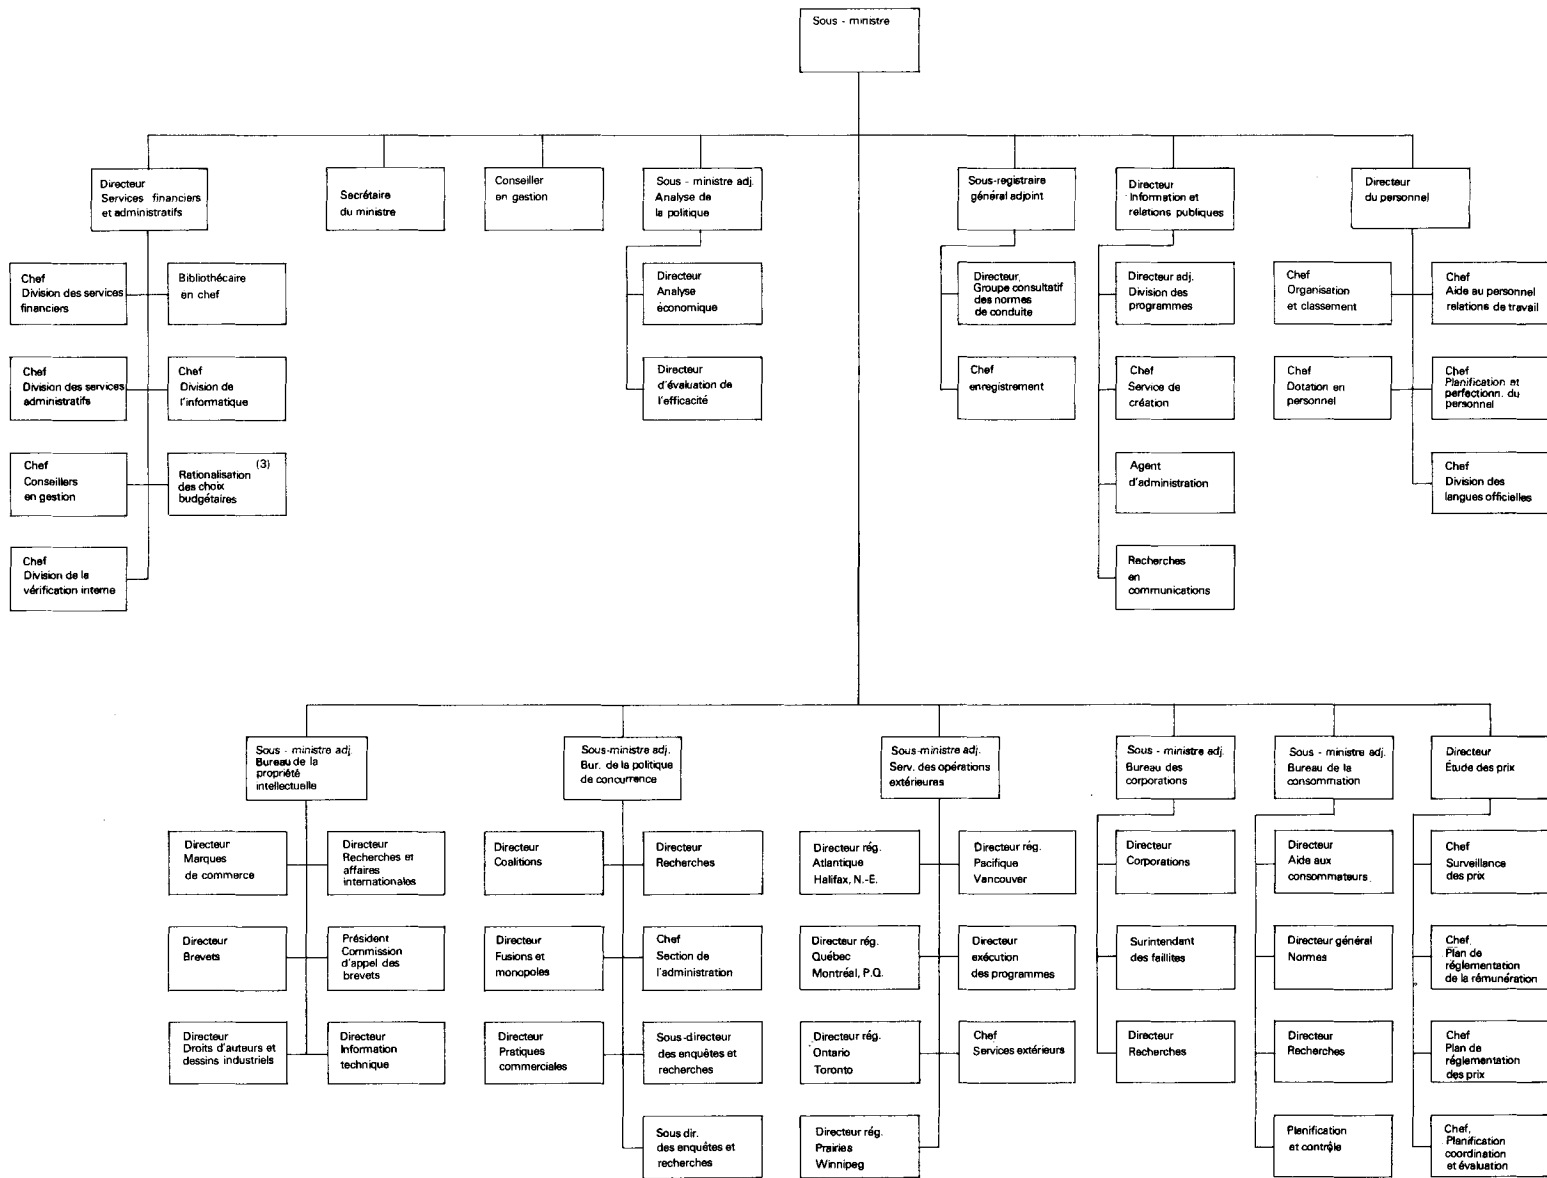 Sous - ministre
Directeur
Services financiers
et administratifs
Secrétaire
du ministre
Conseiller
en gestion
Sous - ministre adj.
Analyse de
la politique
Sous-registraire
général adjoint
Directeur
Information et
relations publiques
Directeur
du personnel
Chef
Division des services
financiers
Bibliothécaire
en chef
Directeur
Analyse
économique
Directeur,
Groupe consultatif
des normes
de conduite
Directeur adj.
Division des
programmes
Chef
Organisation
et classement
Chef
Aide au personnel
relations de travail
Chef
Division des services
administratifs
Chef
Division de
l'informatique
Directeur
d'évaluation de
l'efficacité
Chef
enregistrement
Chef
Service de
création
Chef
Dotation en
personnel
Chef
Planification et
perfectionn. du
personnel
Chef
Conseillers
en gestion
(3)
Rationalisation
des choix
budgétaires
Agent
d'administration
Chef
Division des
langues officielles
Chef
Division de la
vérification interne
Recherches
en
communications
Sous - ministre adj.
Bureau de la
propriété
intellectuelle
Sous-ministre adj.
Bur. de la politique
de concurrence
Sous-ministre adj.
Serv. des opérations
extérieures
Sous - ministre adj.
Bureau des
corporations
Sous - ministre adj.
Bureau de la
consommation
Directeur
Étude des prix
Directeur
Marques
de commerce
Directeur
Recherches et
affaires
internationales
Directeur
Coalitions
Directeur
Recherches
Directeur rég.
Atlantique
Halifax, N.-E.
Directeur rég.
Pacifique
Vancouver
Directeur
Corporations
Directeur
Aide aux
consommateurs
Chef
Surveillance
des prix
Directeur
Brevets
Président
Commission
d'appel des
brevets
Directeur
Fusions et
monopoles
Chef
Section de
l'administration
Directeur rég.
Québec
Montréal, P.Q.
Directeur
exécution
des programmes
Surintendant
des faillites
Directeur général
Normes
Chef,
Plan de
réglementation
de la rémunération
Directeur
Droits d'auteurs et
dessins industriels
Directeur
Information
technique
Directeur
Pratiques
commerciales
Sous-directeur
des enquêtes et
recherches
Directeur rég.
Ontario
Toronto
Chef
Services extérieurs
Directeur
Recherches
Directeur
Recherches
Chef
Plan de
réglementation
des prix
Sous dir.
des enquêtes et
recherches
Directeur rég.
Prairies
Winnipeg
Planification
et contrôle
Chef,
Planification
coordination
et évaluation